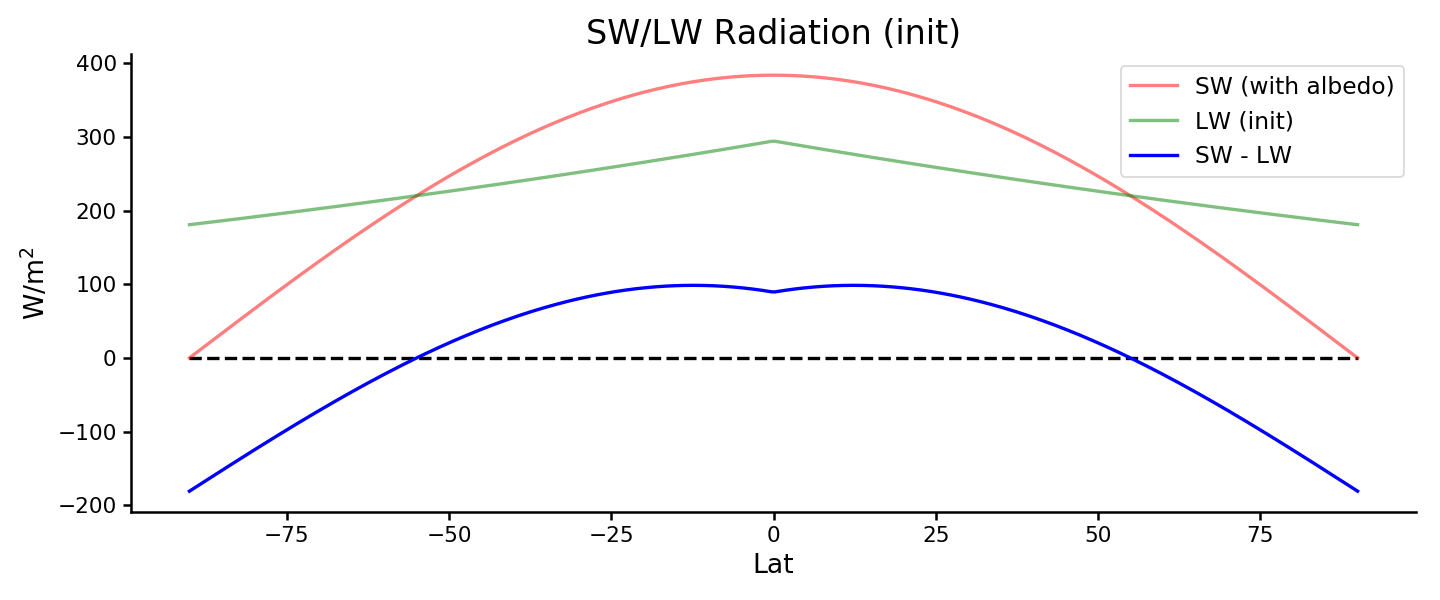 SW/LW Radiation (init)
400
300
200
100
0
−100
−200
W/m²
SW (with albedo)
LW (init)
SW - LW
−75
−50
−25
0
25
50
75
Lat